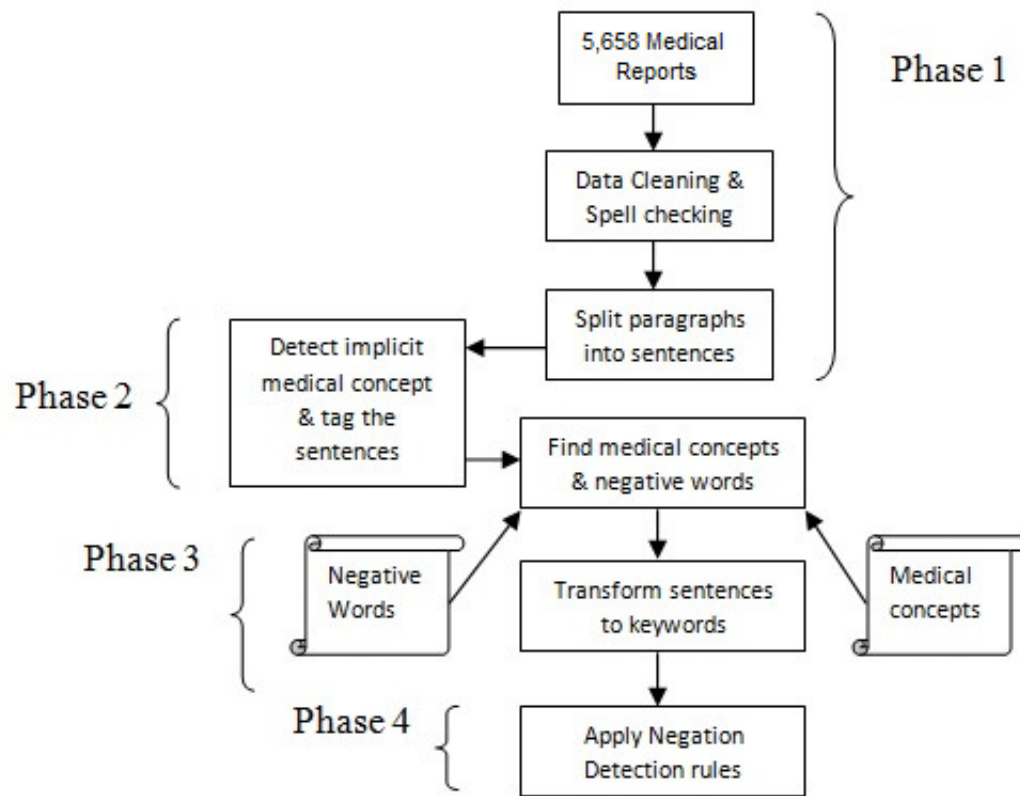 5,658 Medical
Reports
Phase 1
Data Cleaning &
Spell checking
Split paragraphs
into sentences
Phase 2
Detect implicit
medical concept
& tag the
sentences
Find medical concepts
& negative words
Phase 3
Negative
Words
Transform sentences
to keywords
Medical
concepts
Phase 4
Apply Negation
Detection rules